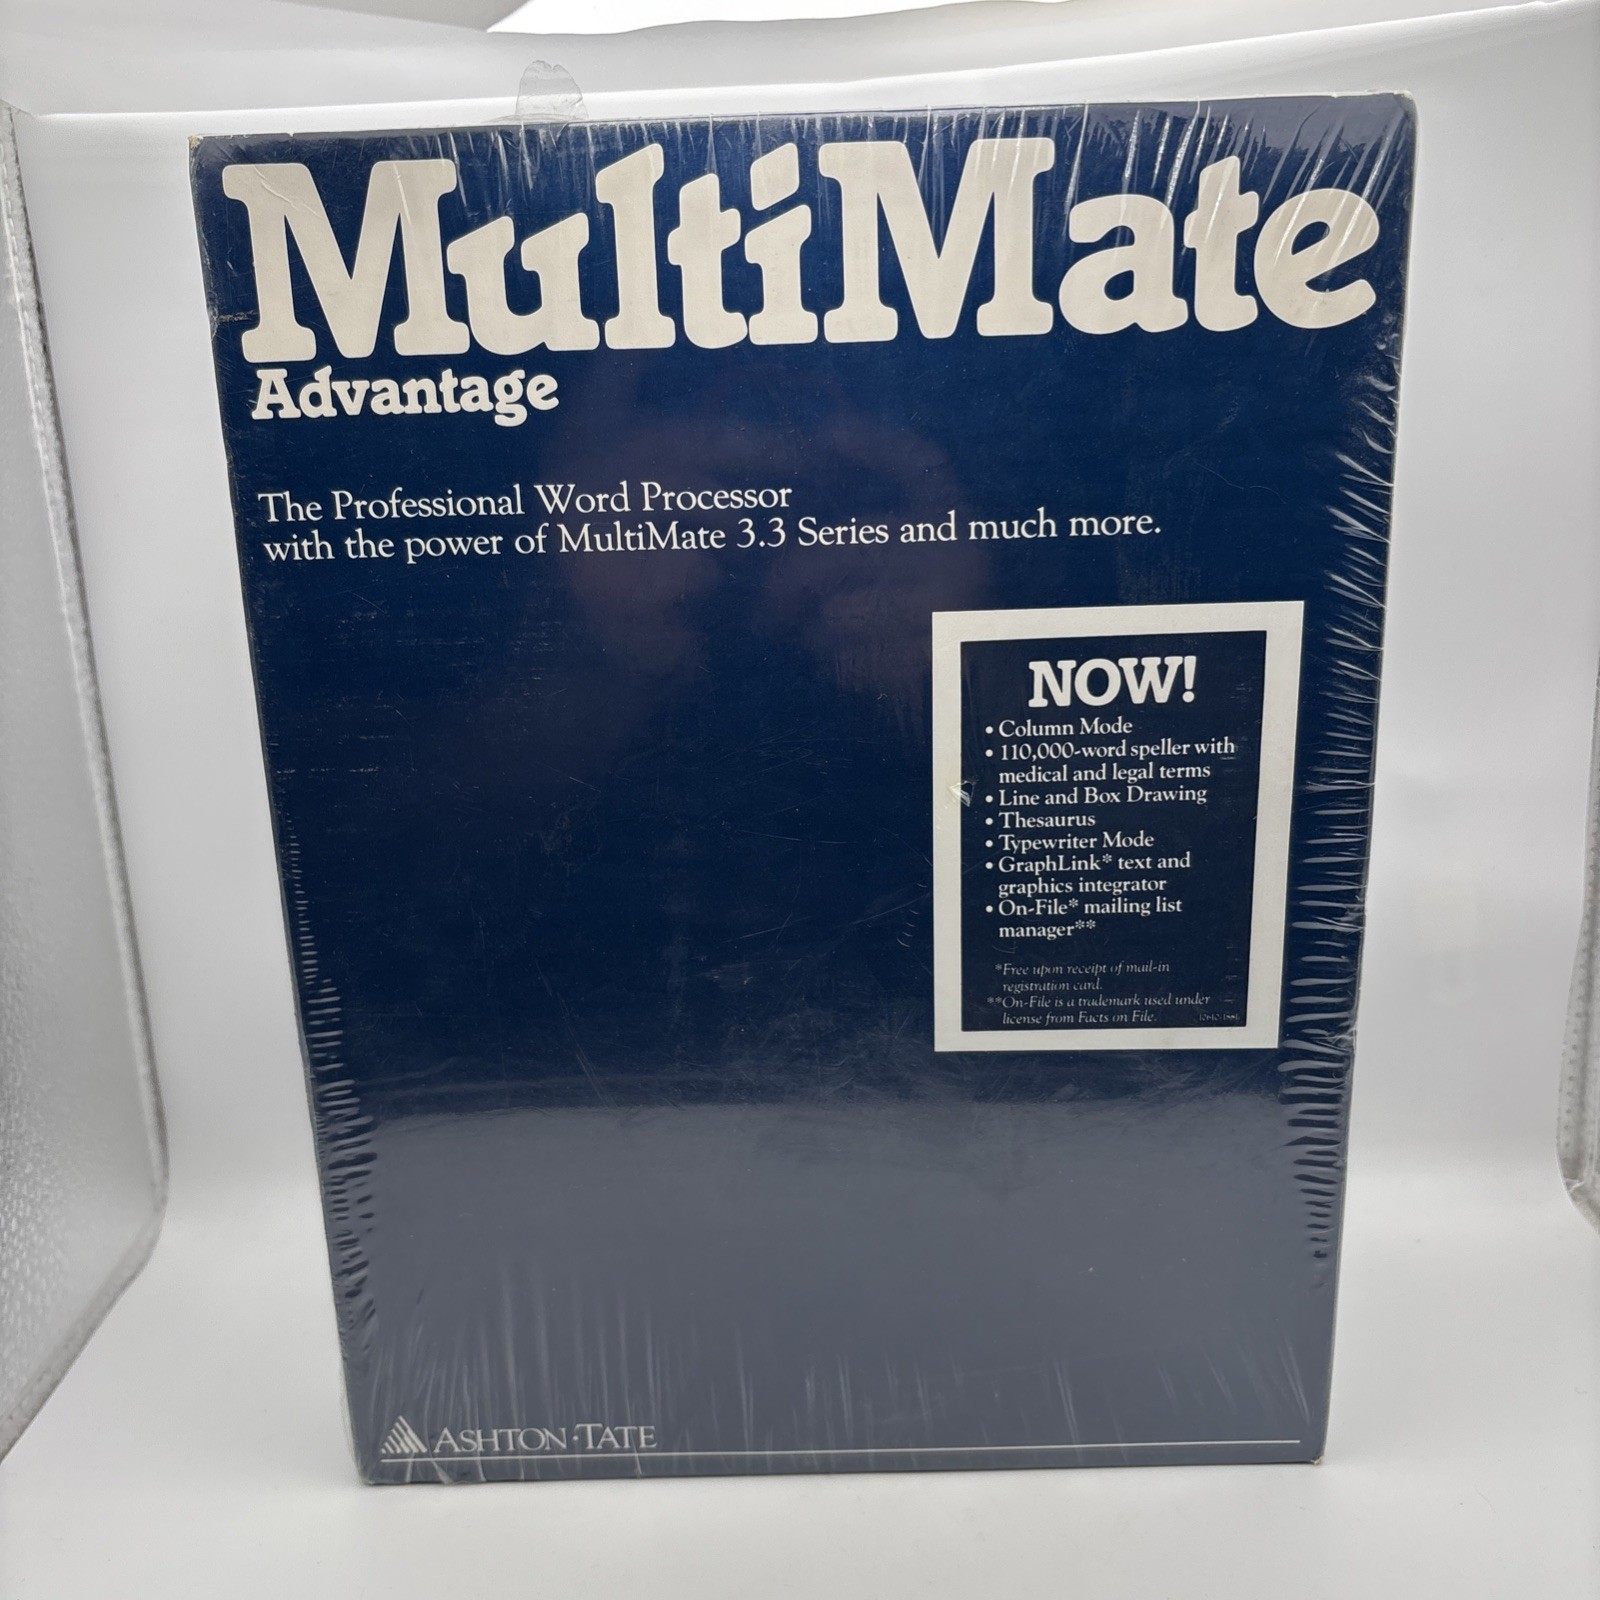 MultiMate
Advantage
The Professional Word Processor
with the power of MultiMate 3.3 Series and much more.
NOW!
• Column Mode
• 110,000-word speller with
medical and legal terms
• Line and Box Drawing
• Thesaurus
• Typewriter Mode
• GraphLink* text and
graphics integrator
• On-File* mailing list
manager**
*Free upon receipt of mail-in
registration card.
**On-File is a trademark used under
license from Facts on File.
ASHTON·TATE